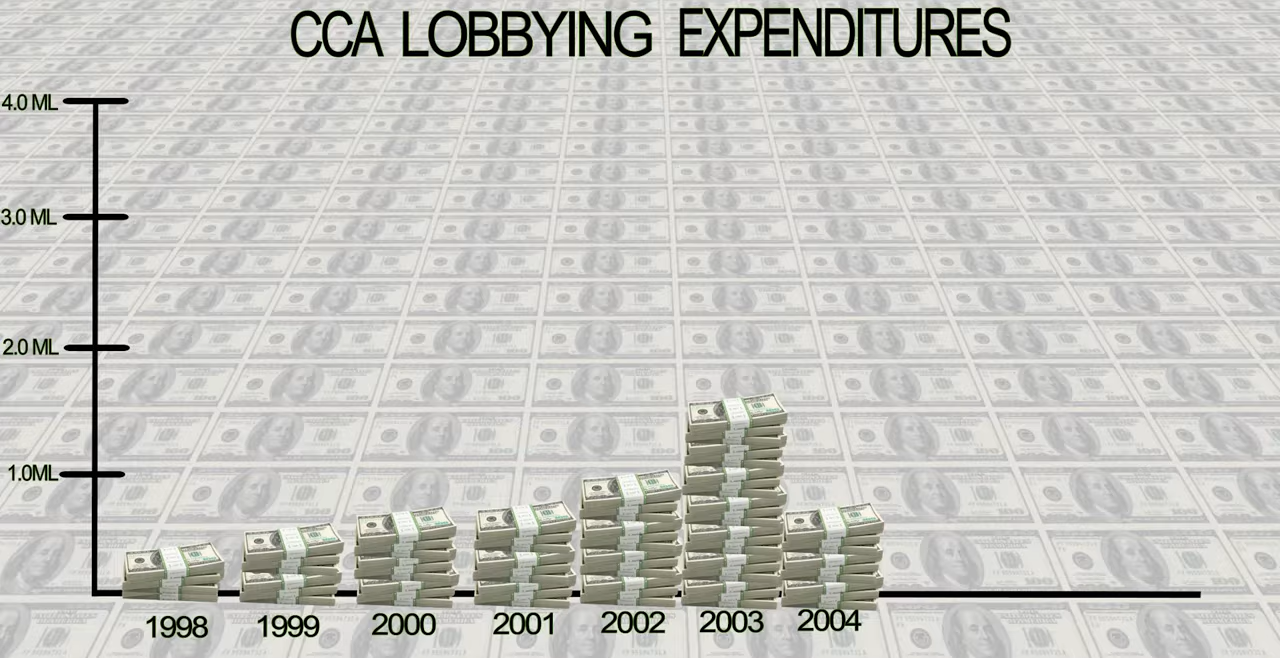 CCA LOBBYING EXPENDITURES
4.0 ML
3.0 ML
2.0 ML
1.0ML
1998 1999 2000 2001 2002 2003 2004